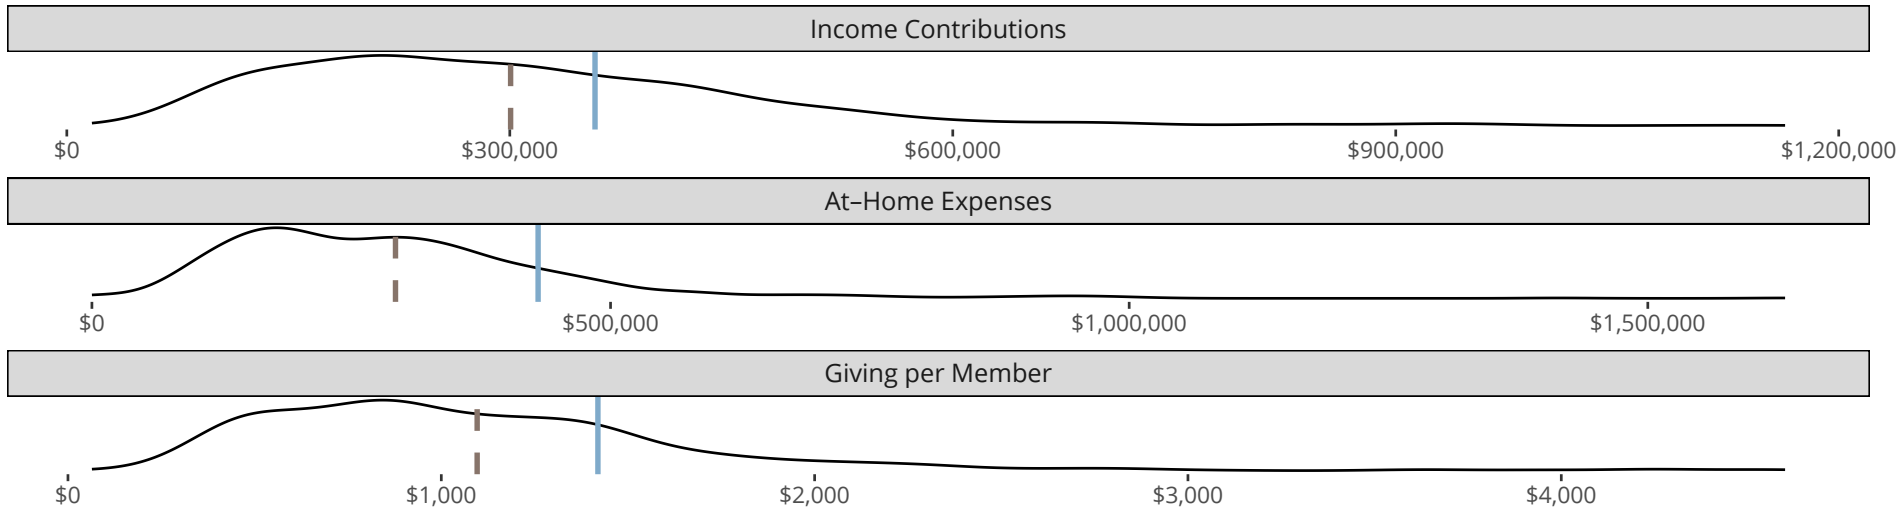 Income Contributions
$0 $300,000 $600,000 $900,000 $1,200,000
At–Home Expenses
$0 $500,000 $1,000,000 $1,500,000
Giving per Member
$0 $1,000 $2,000 $3,000 $4,000